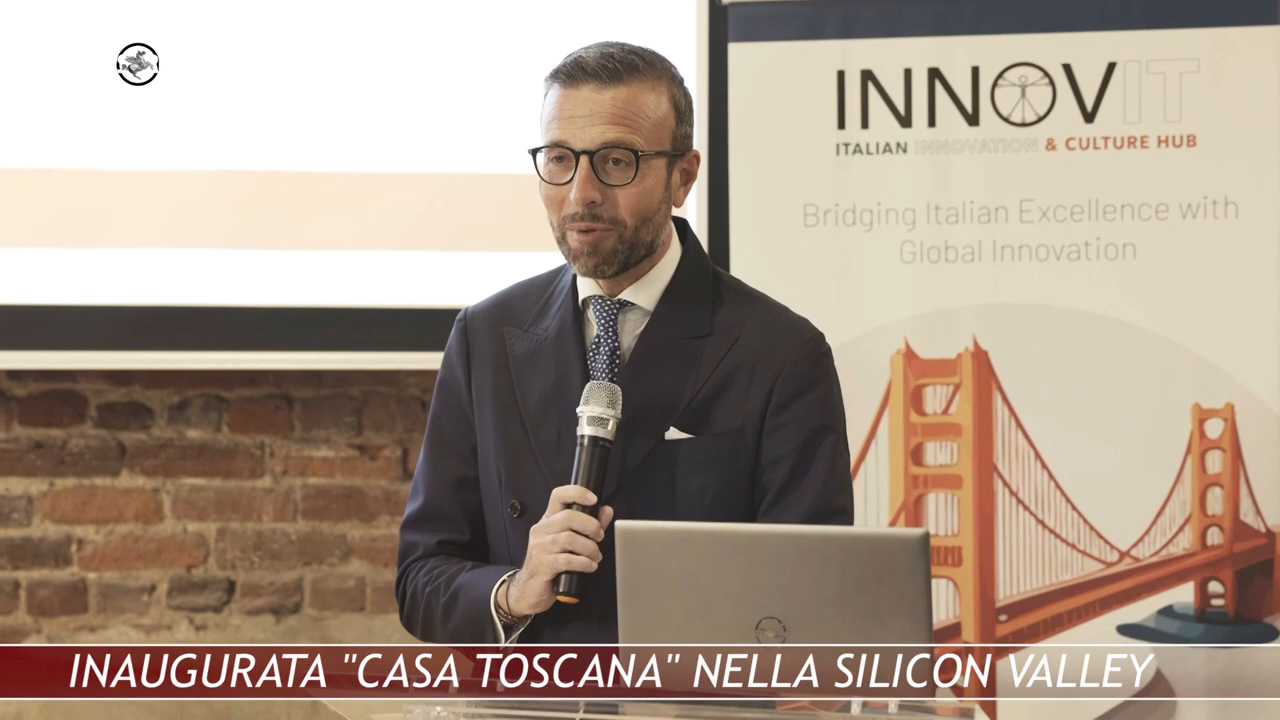 INNOVIT
ITALIAN INNOVATION & CULTURE HUB
Bridging Italian Excellence with
Global Innovation
INAUGURATA "CASA TOSCANA" NELLA SILICON VALLEY